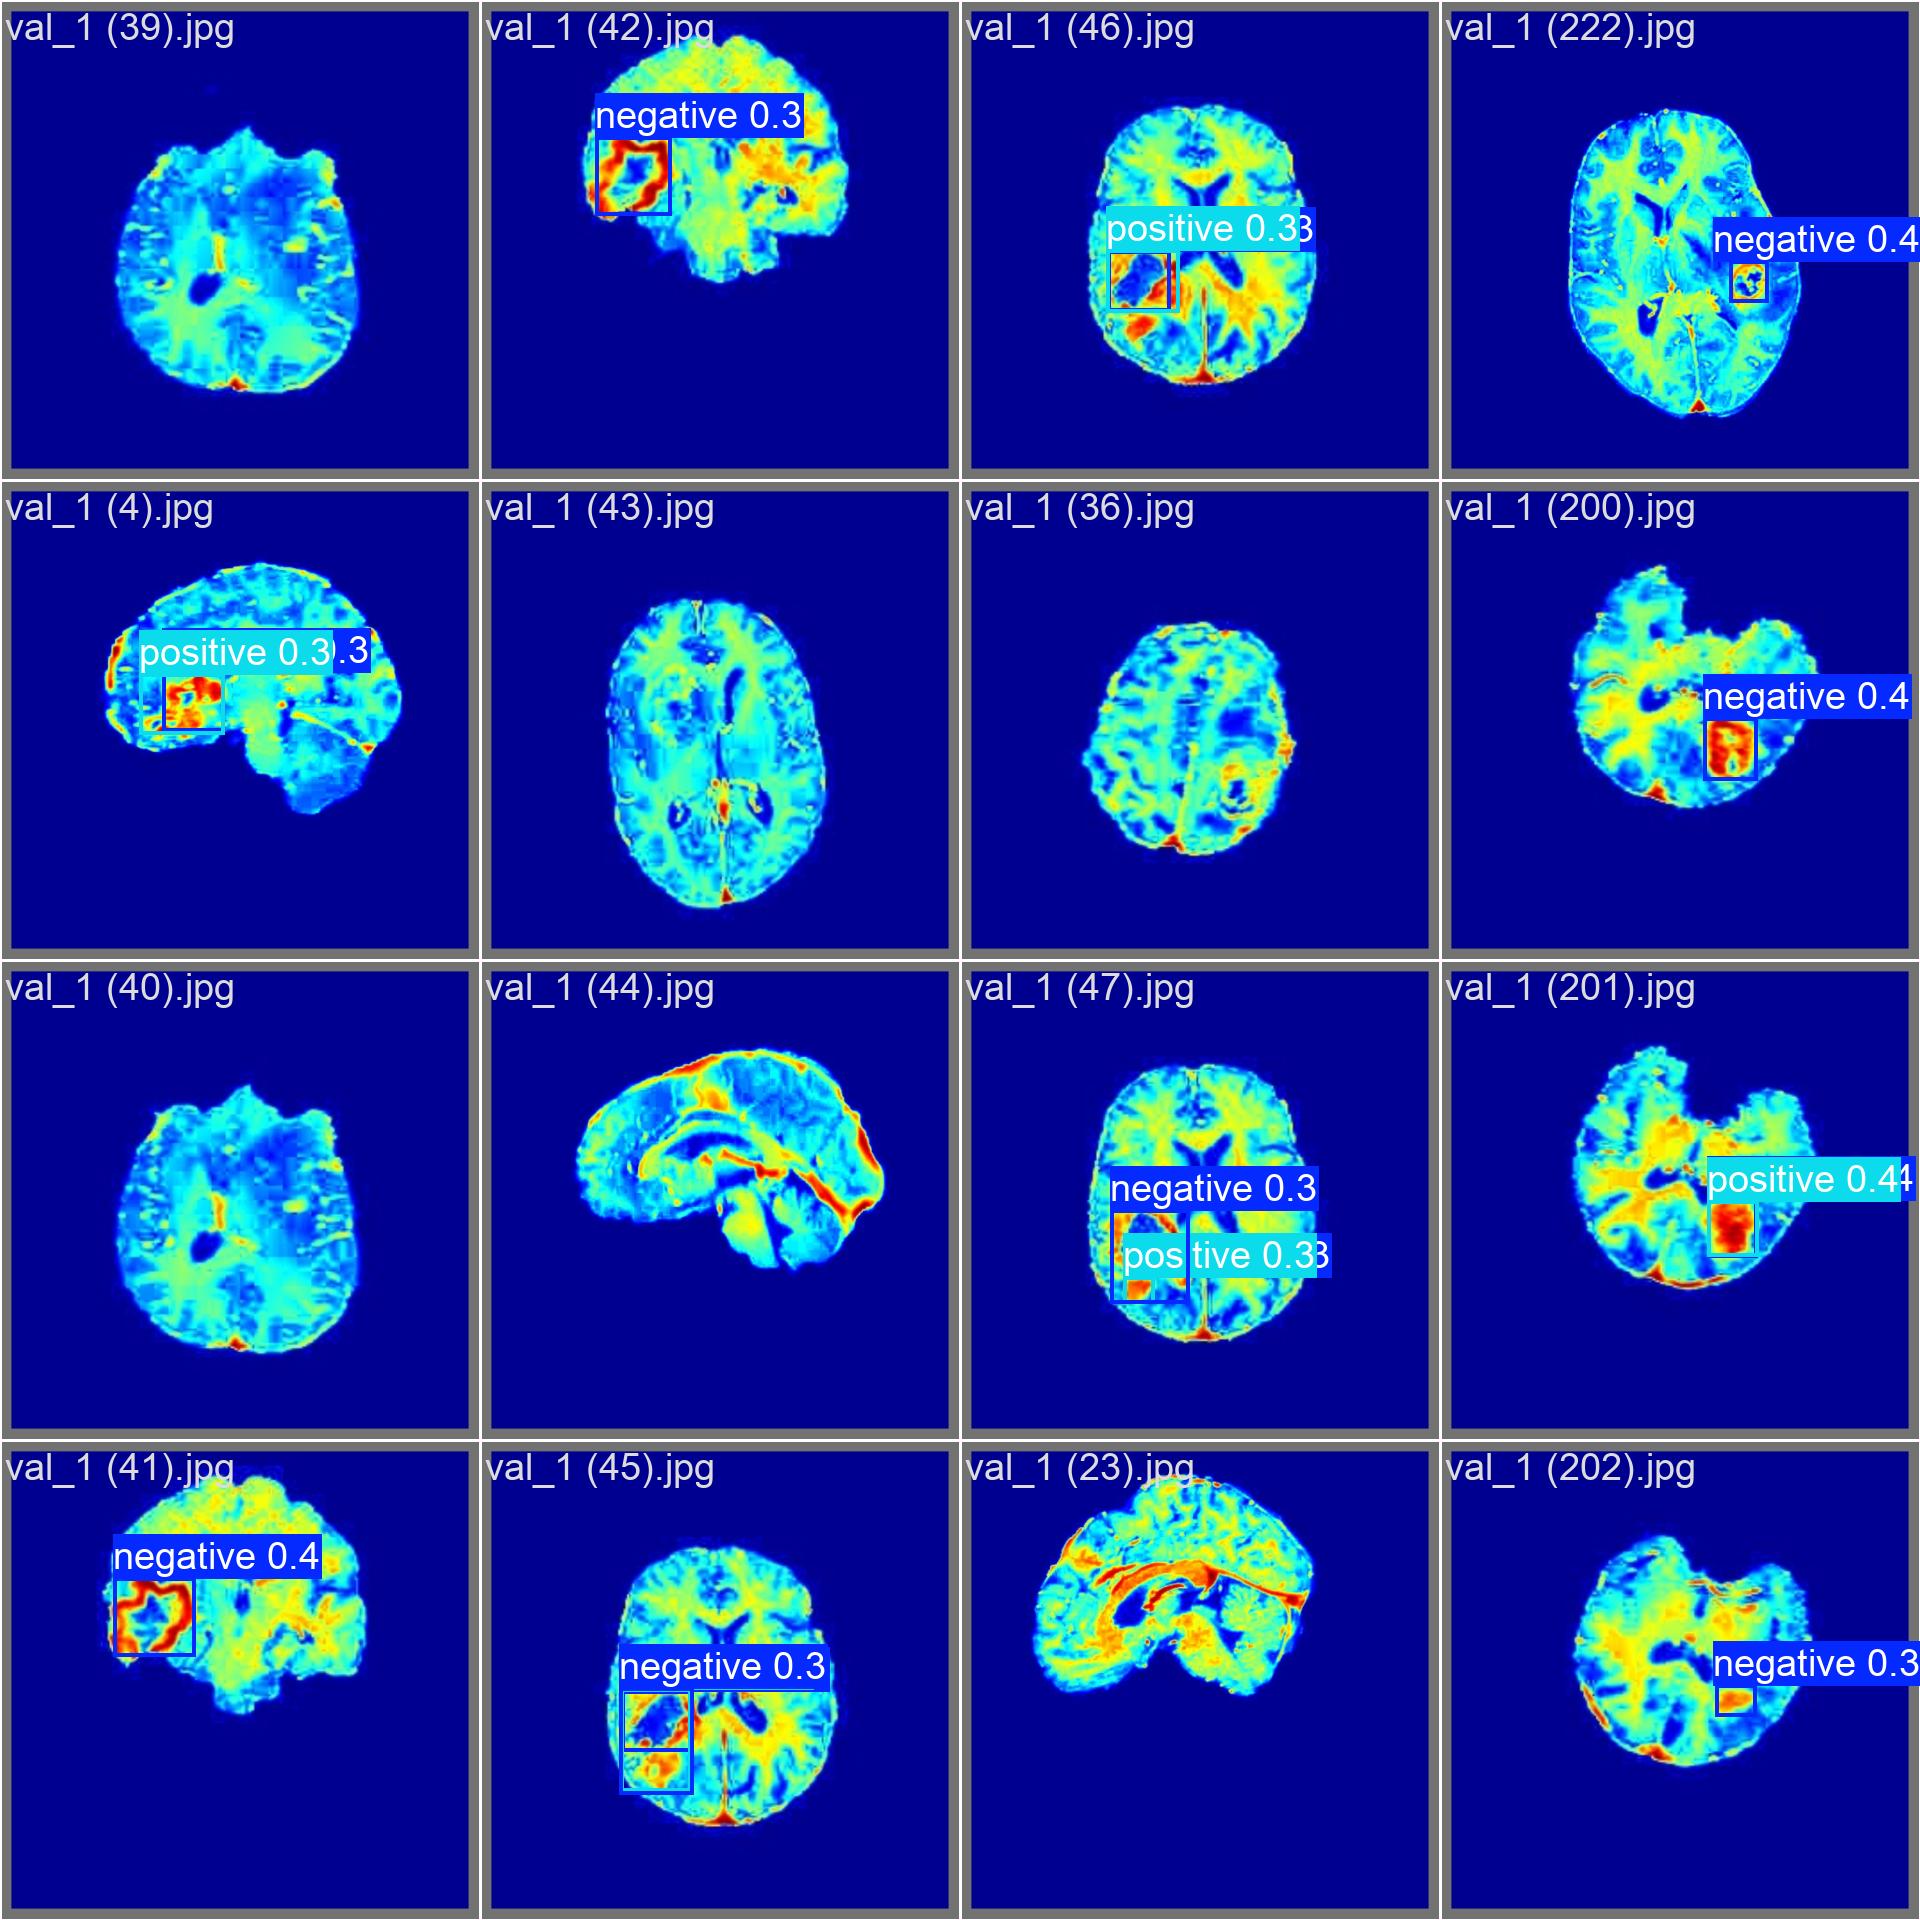 val_1 (39).jpg
val_1 (42).jpg
val_1 (46).jpg
val_1 (222).jpg
negative 0.3
positive 0.33
negative 0.4
val_1 (4).jpg
val_1 (43).jpg
val_1 (36).jpg
val_1 (200).jpg
positive 0.3.3
negative 0.4
val_1 (40).jpg
val_1 (44).jpg
val_1 (47).jpg
val_1 (201).jpg
negative 0.3
positive 0.44
pos tive 0.33
val_1 (41).jpg
val_1 (45).jpg
val_1 (23).jpg
val_1 (202).jpg
negative 0.4
negative 0.3
negative 0.3